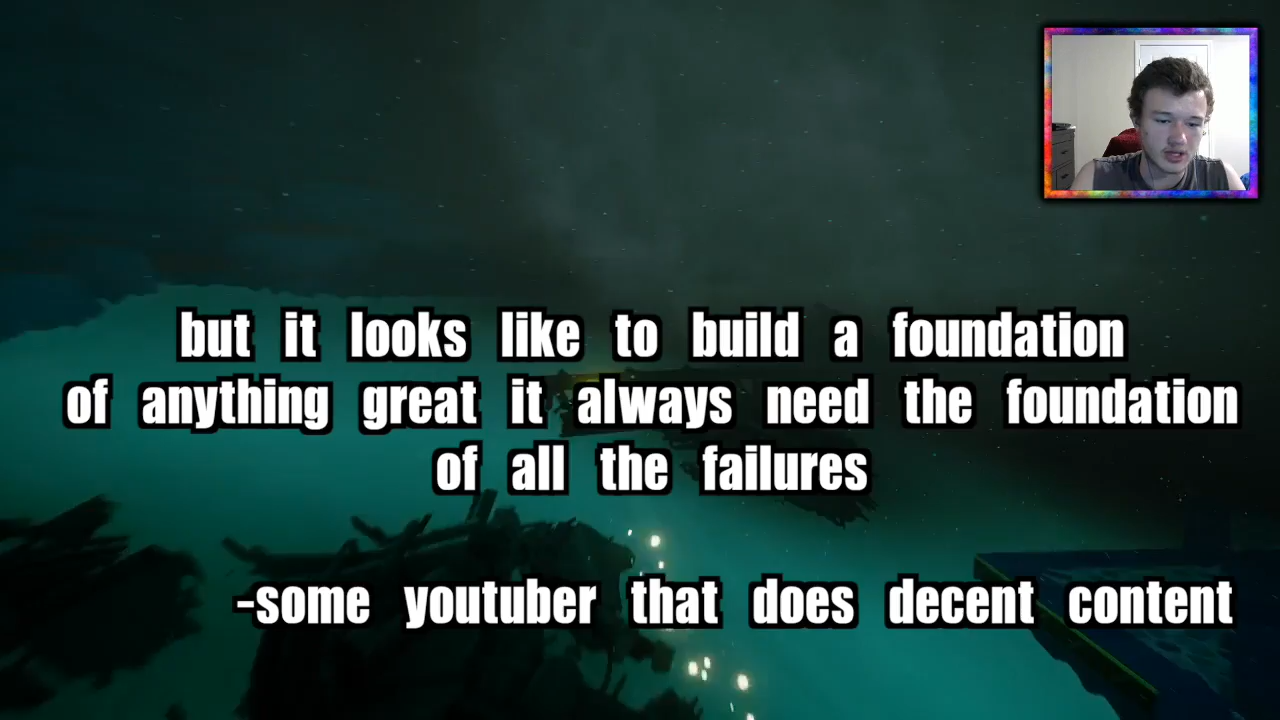 but it looks like to build a foundation
of anything great it always need the foundation
of all the failures
-some youtuber that does decent content